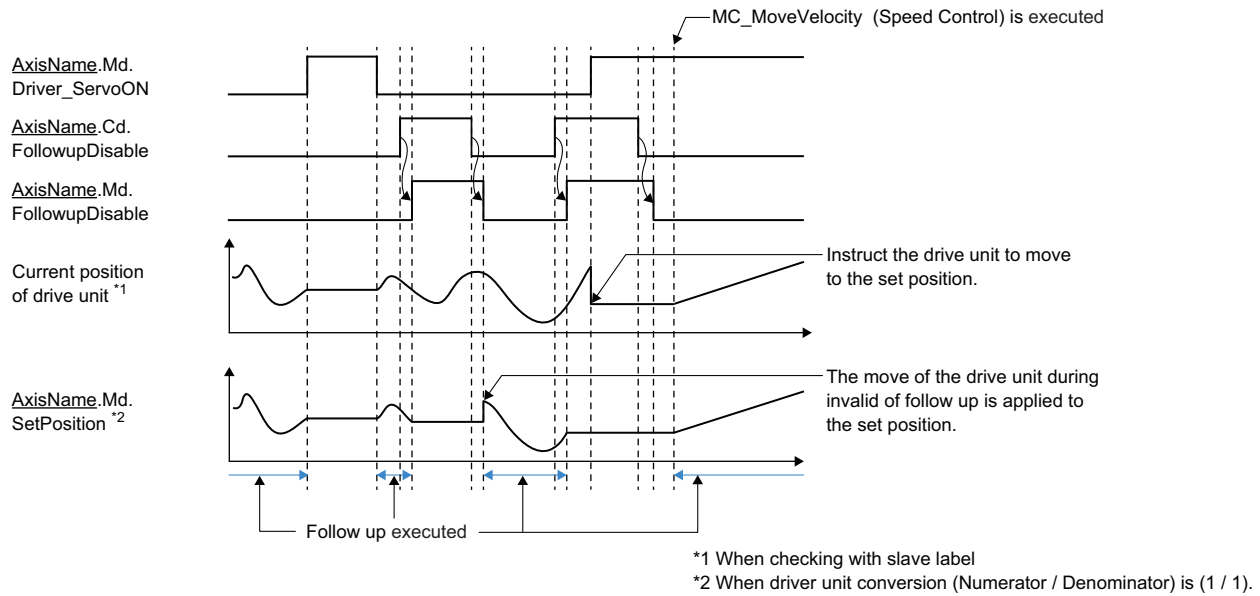 MC_MoveVelocity (Speed Control) is executed
AxisName.Md.
Driver_ServoON
AxisName.Cd.
FollowupDisable
AxisName.Md.
FollowupDisable
Current position
of drive unit *1
Instruct the drive unit to move
to the set position.
AxisName.Md.
SetPosition *2
The move of the drive unit during
invalid of follow up is applied to
the set position.
Follow up executed
*1 When checking with slave label
*2 When driver unit conversion (Numerator / Denominator) is (1 / 1).